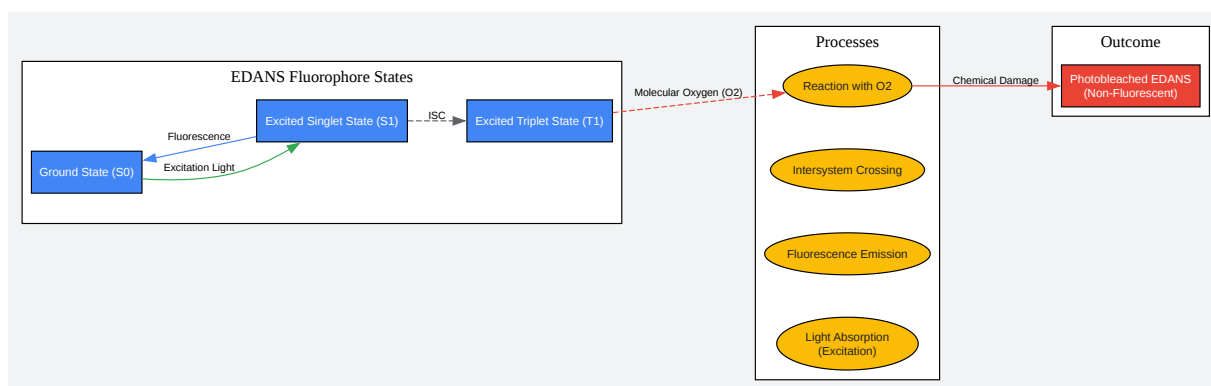 EDANS Fluorophore States
Ground State (S0)
Fluorescence
Excitation Light
Excited Singlet State (S1)
ISC
Excited Triplet State (T1)
Molecular Oxygen (O2)
Processes
Reaction with O2
Intersystem Crossing
Fluorescence Emission
Light Absorption
(Excitation)
Chemical Damage
Outcome
Photobleached EDANS
(Non-Fluorescent)